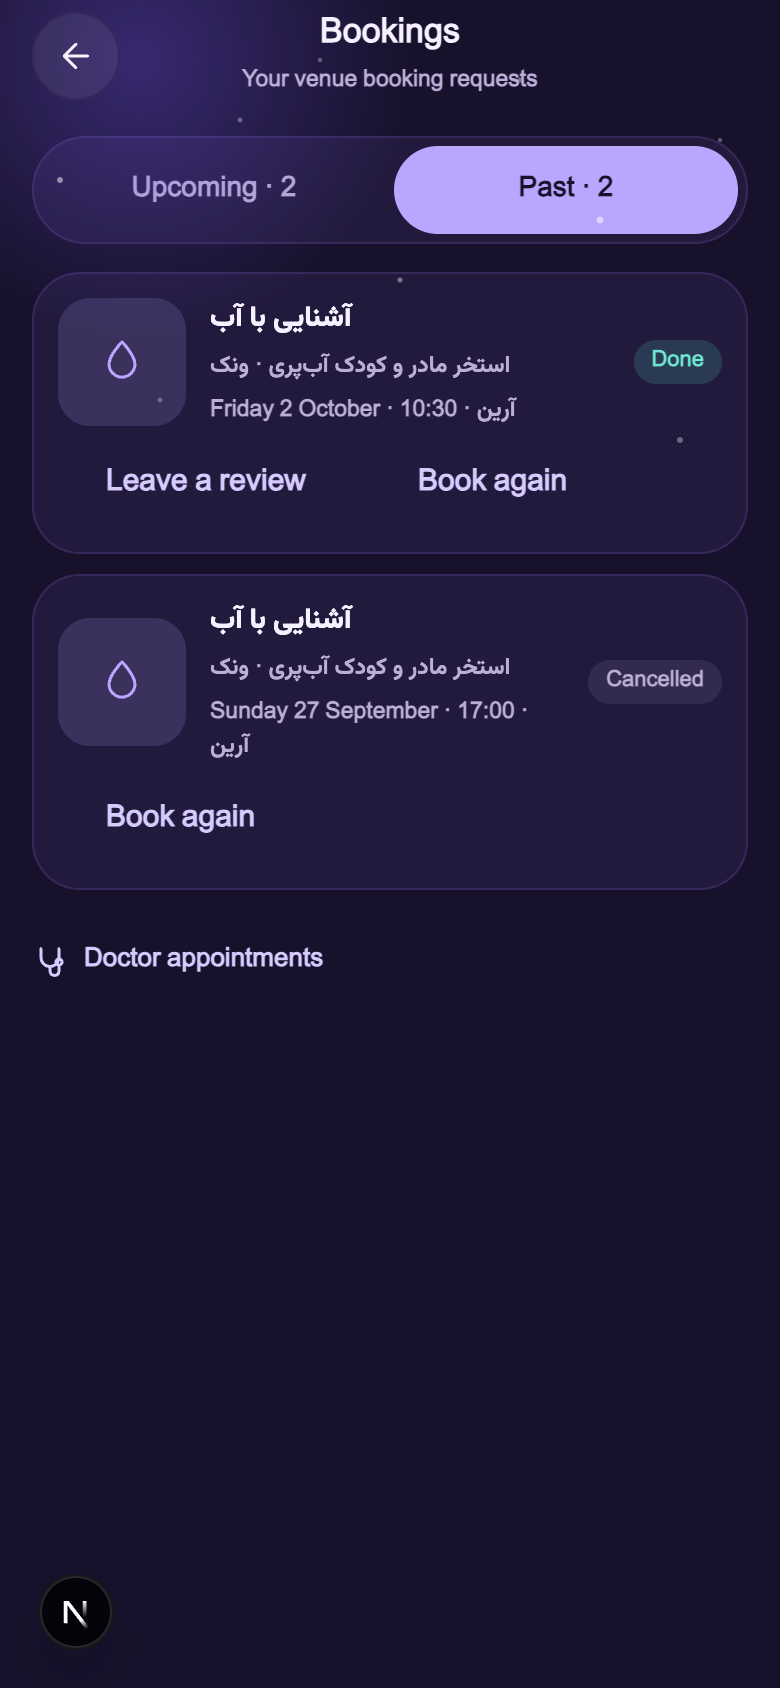 Bookings
Your venue booking requests
Upcoming · 2
Past · 2
آشنایی با آب
استخر مادر و کودک آب‌پری · ونک
Friday 2 October · 10:30 · آرین
Done
Leave a review
Book again
آشنایی با آب
استخر مادر و کودک آب‌پری · ونک
Sunday 27 September · 17:00 ·
آرین
Cancelled
Book again
Doctor appointments
N